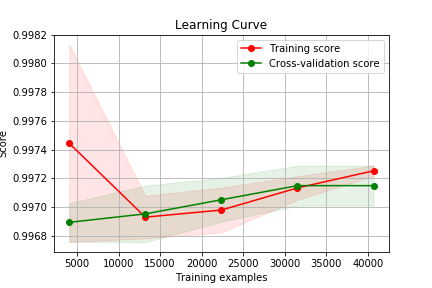 Learning Curve
Training score
Cross-validation score
0.9982
0.9980
0.9978
0.9976
0.9974
0.9972
0.9970
0.9968
Score
5000 10000 15000 20000 25000 30000 35000 40000
Training examples